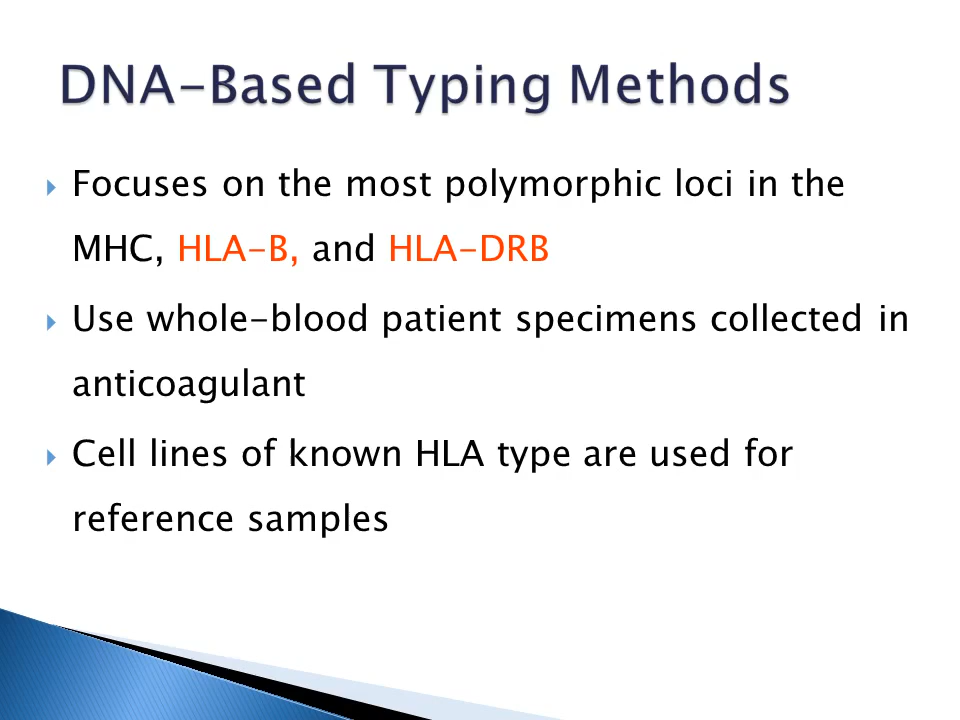 DNA-Based Typing Methods
Focuses on the most polymorphic loci in the
MHC, HLA-B, and HLA-DRB
Use whole-blood patient specimens collected in
anticoagulant
Cell lines of known HLA type are used for
reference samples